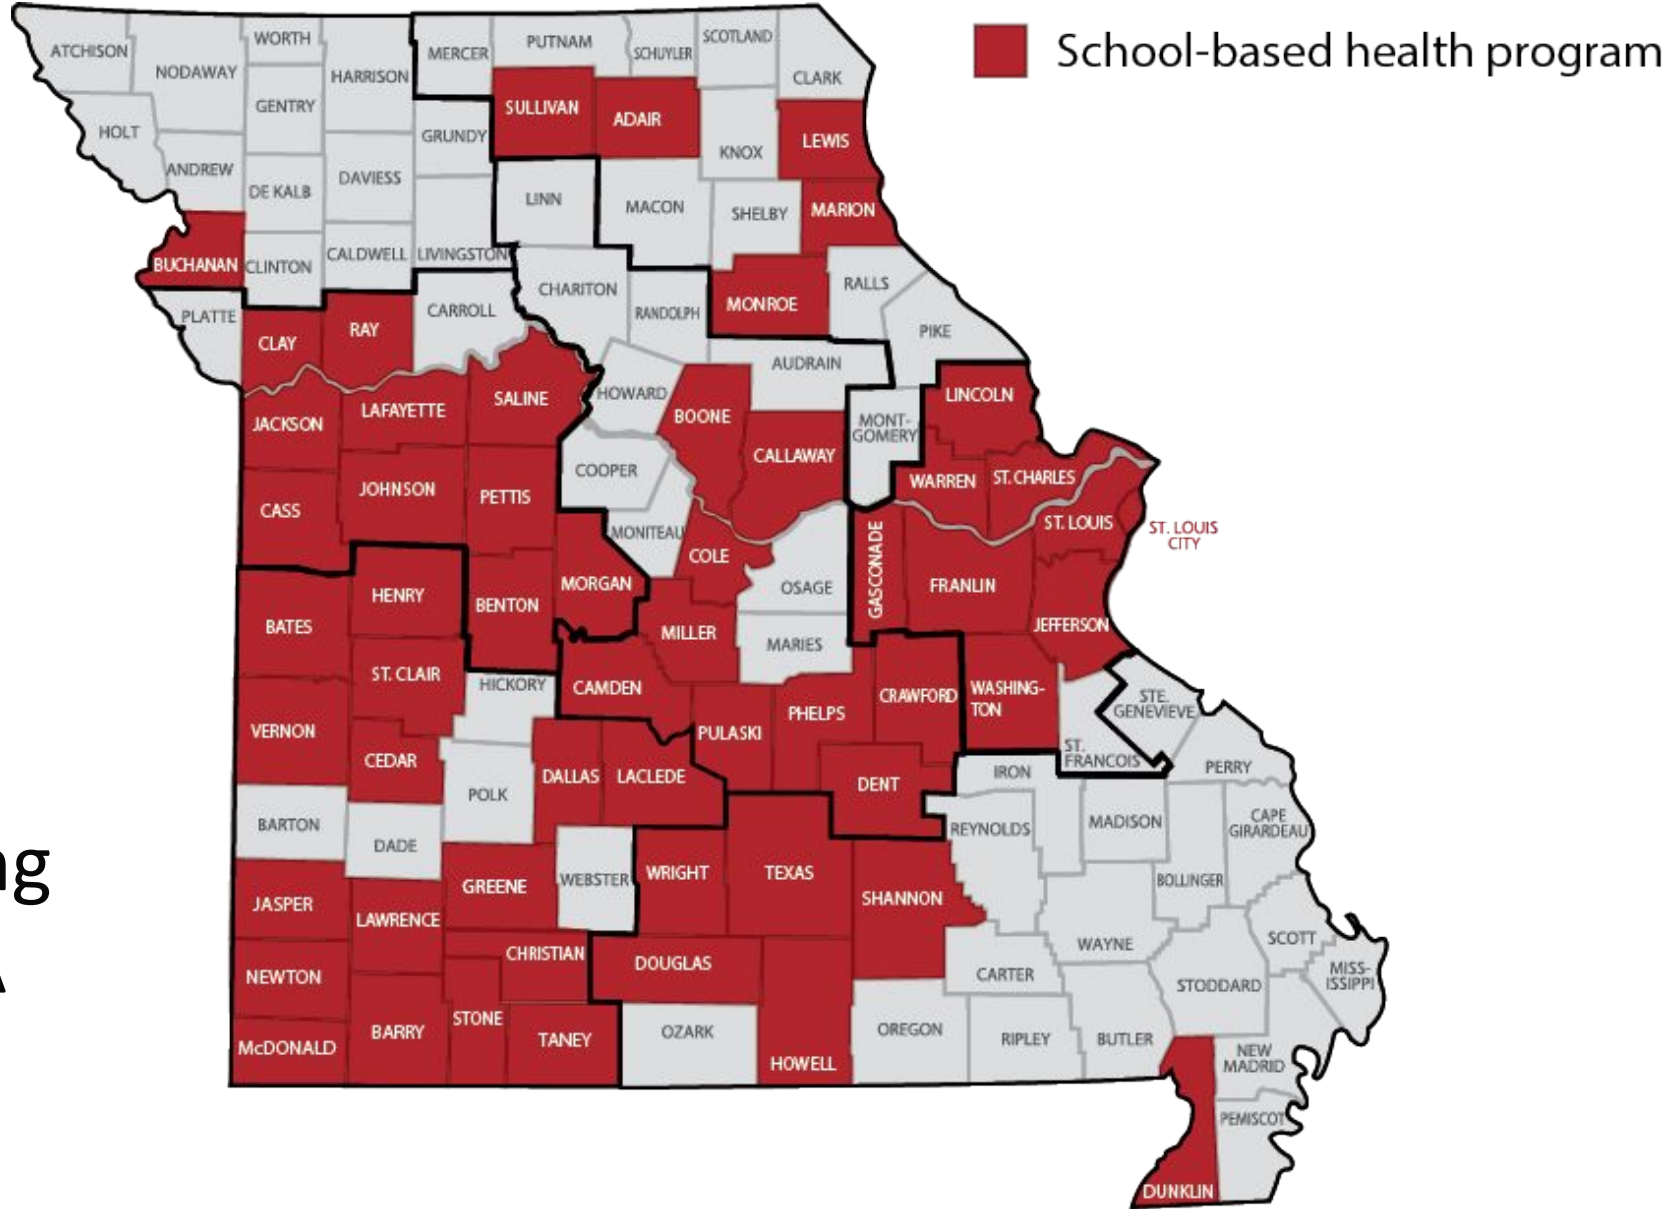 School-based health program
ATCHISON
NODAWAY
WORTH
HARRISON
MERCER
PUTNAM
SCHUYLER
SCOTLAND
CLARK
HOLT
GENTRY
GRUNDY
SULLIVAN
ADAIR
KNOX
LEWIS
ANDREW
DE KALB
DAVIESS
LINN
MACON
SHELBY
MARION
BUCHANAN
CLINTON
CALDWELL
LIVINGSTON
CHARITON
RANDOLPH
MONROE
RALLS
PIKE
PLATTE
CLAY
RAY
CARROLL
AUDRAIN
JACKSON
LAFAYETTE
SALINE
HOWARD
BOONE
CALLAWAY
MONT-
GOMERY
LINCOLN
CASS
JOHNSON
PETTIS
COOPER
MONITEAU
WARREN
ST. CHARLES
ST. LOUIS
ST. LOUIS
CITY
COLE
OSAGE
GASCONADE
FRANLIN
JEFFERSON
BATES
HENRY
BENTON
MORGAN
MILLER
MARIES
ST. CLAIR
HICKORY
CAMDEN
PULASKI
PHELPS
CRAWFORD
WASHING-
TON
STE.
GENEVIEVE
ST.
FRANCOIS
PERRY
VERNON
CEDAR
POLK
DALLAS
LACLEDE
DENT
IRON
REYNOLDS
MADISON
CAPE
GIRARDEAU
BARTON
DADE
ng
GREENE
WEBSTER
WRIGHT
TEXAS
SHANNON
BOLLINGER
JASPER
LAWRENCE
CHRISTIAN
DOUGLAS
WAYNE
SCOTT
MISS-
ISSIPPI
NEWTON
CARTER
STODDARD
McDONALD
BARRY
STONE
TANEY
OZARK
HOWELL
OREGON
RIPLEY
BUTLER
NEW
MADRID
PEMISCOT
DUNKLIN